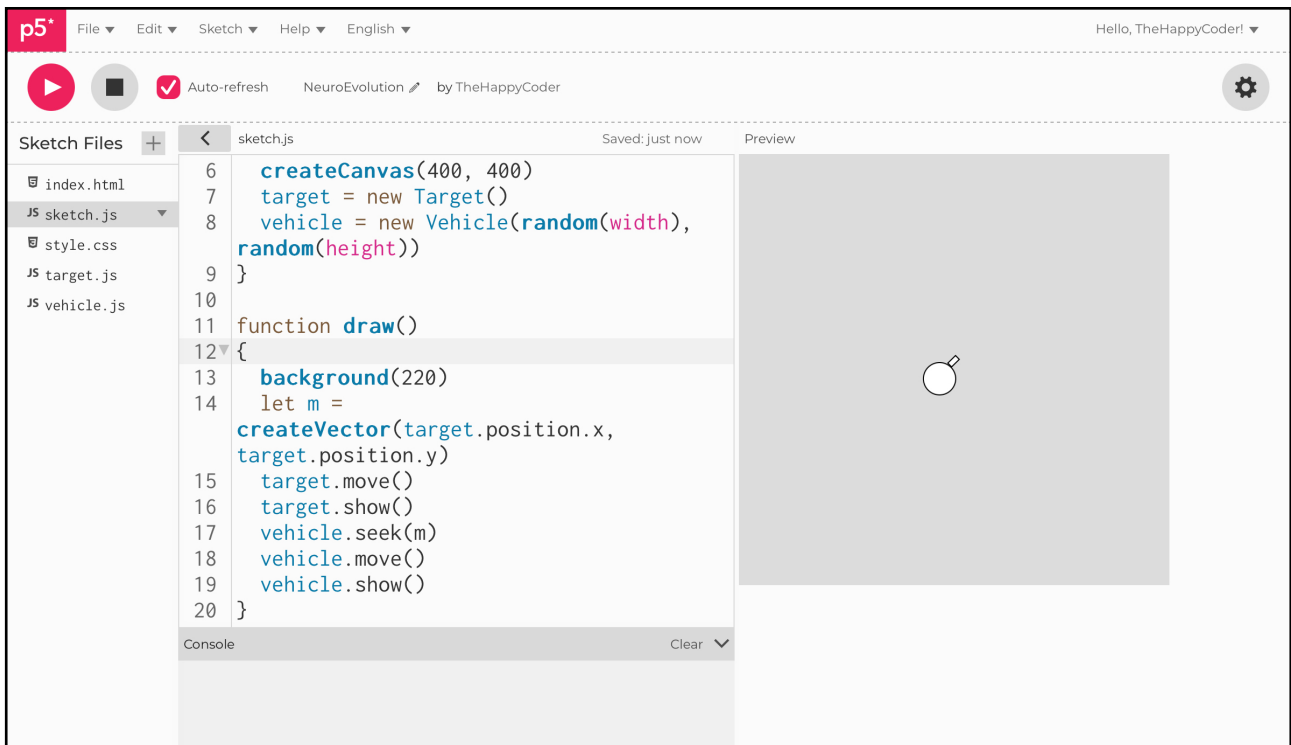 p5* File Edit Sketch Help English Hello, TheHappyCoder!
Auto-refresh NeuroEvolution by TheHappyCoder
Sketch Files +
index.html
JS sketch.js
style.css
JS target.js
JS vehicle.js
sketch.js Saved: just now Preview
6 createCanvas(400, 400)
7 target = new Target()
8 vehicle = new Vehicle(random(width),
random(height))
9 }
10
11 function draw()
12 {
13 background(220)
14 let m =
createVector(target.position.x,
target.position.y)
15 target.move()
16 target.show()
17 vehicle.seek(m)
18 vehicle.move()
19 vehicle.show()
20 }
Console Clear